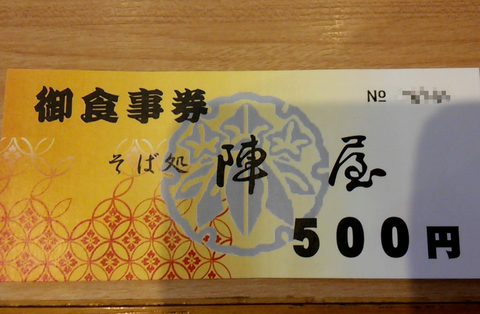 御食事券
No
そば処 陣屋
500円